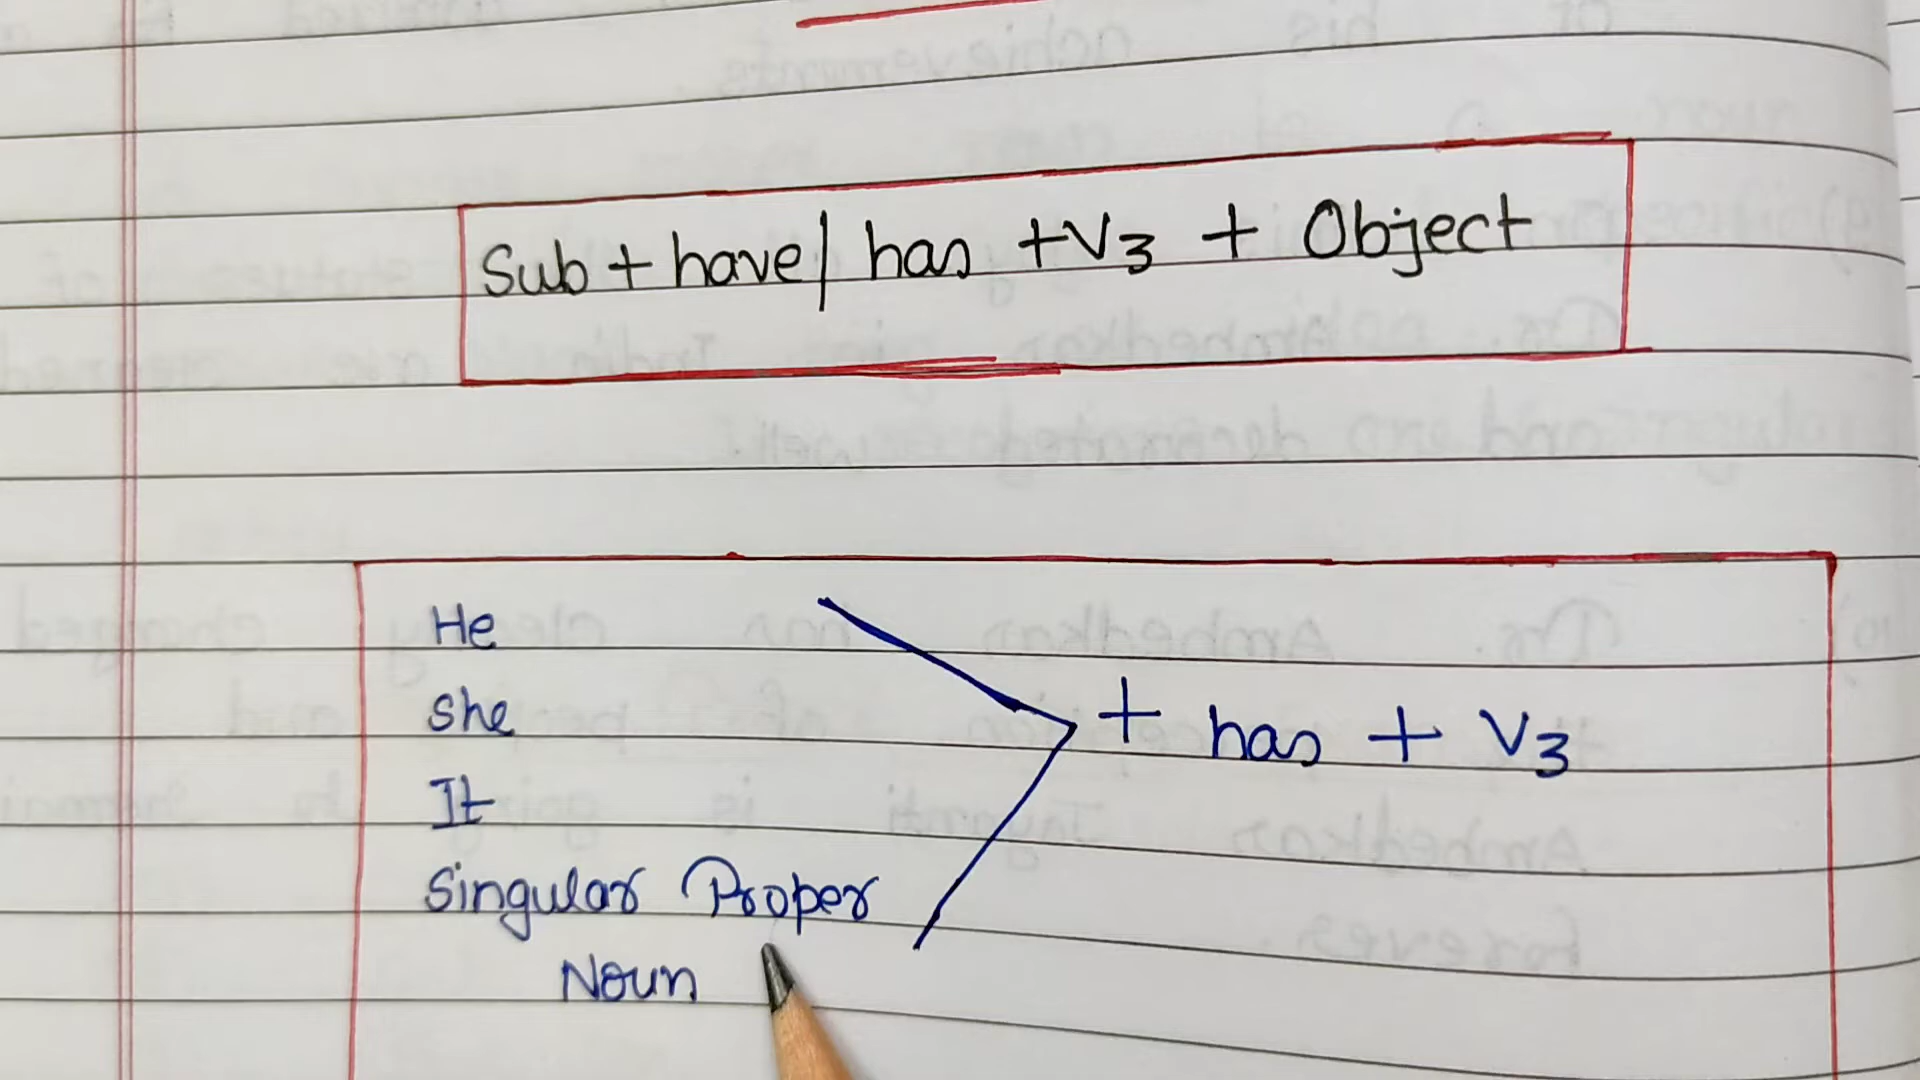 Sub + have | has + V3 + Object
He
She
It
+ has + V3
Singular Proper
Noun